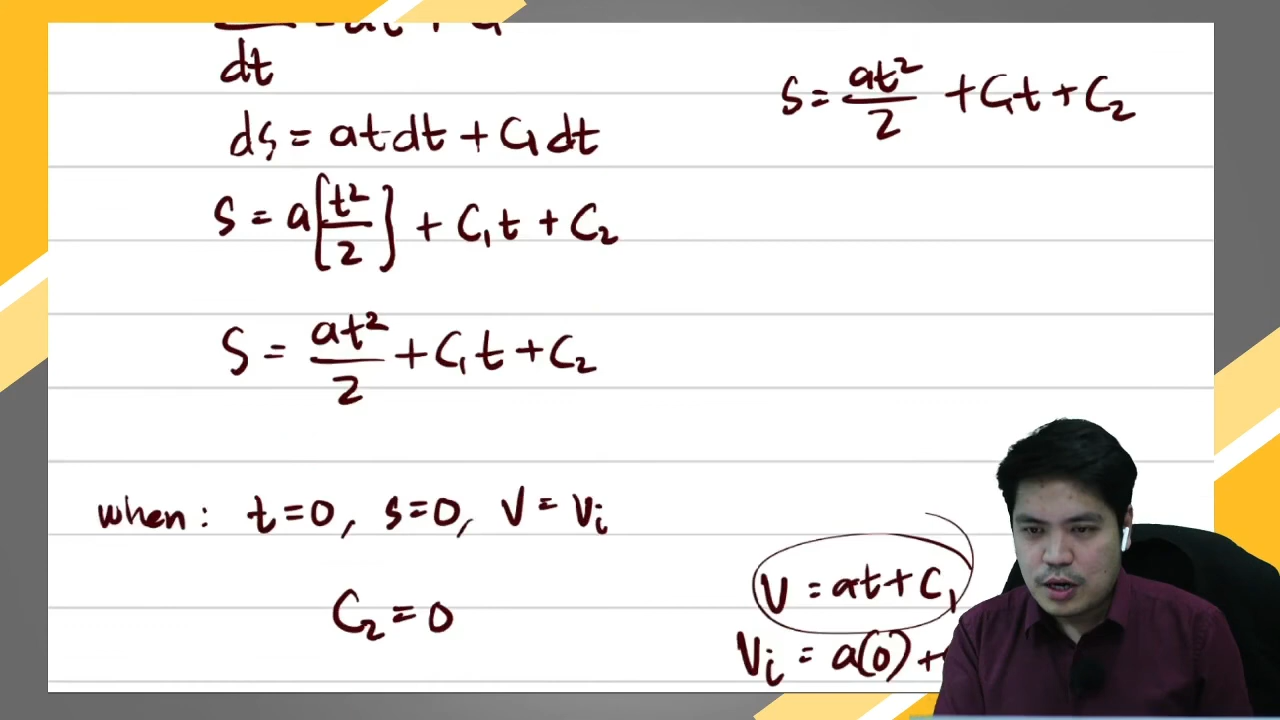 dt
ds = at dt + C₁ dt
S = a[t²/2] + C₁t + C₂
S = at²/2 + C₁t + C₂
when: t=0, s=0, V=Vi
C₂ = 0
S = at²/2 + C₁t + C₂
V = at + C₁
Vi = a(0) +